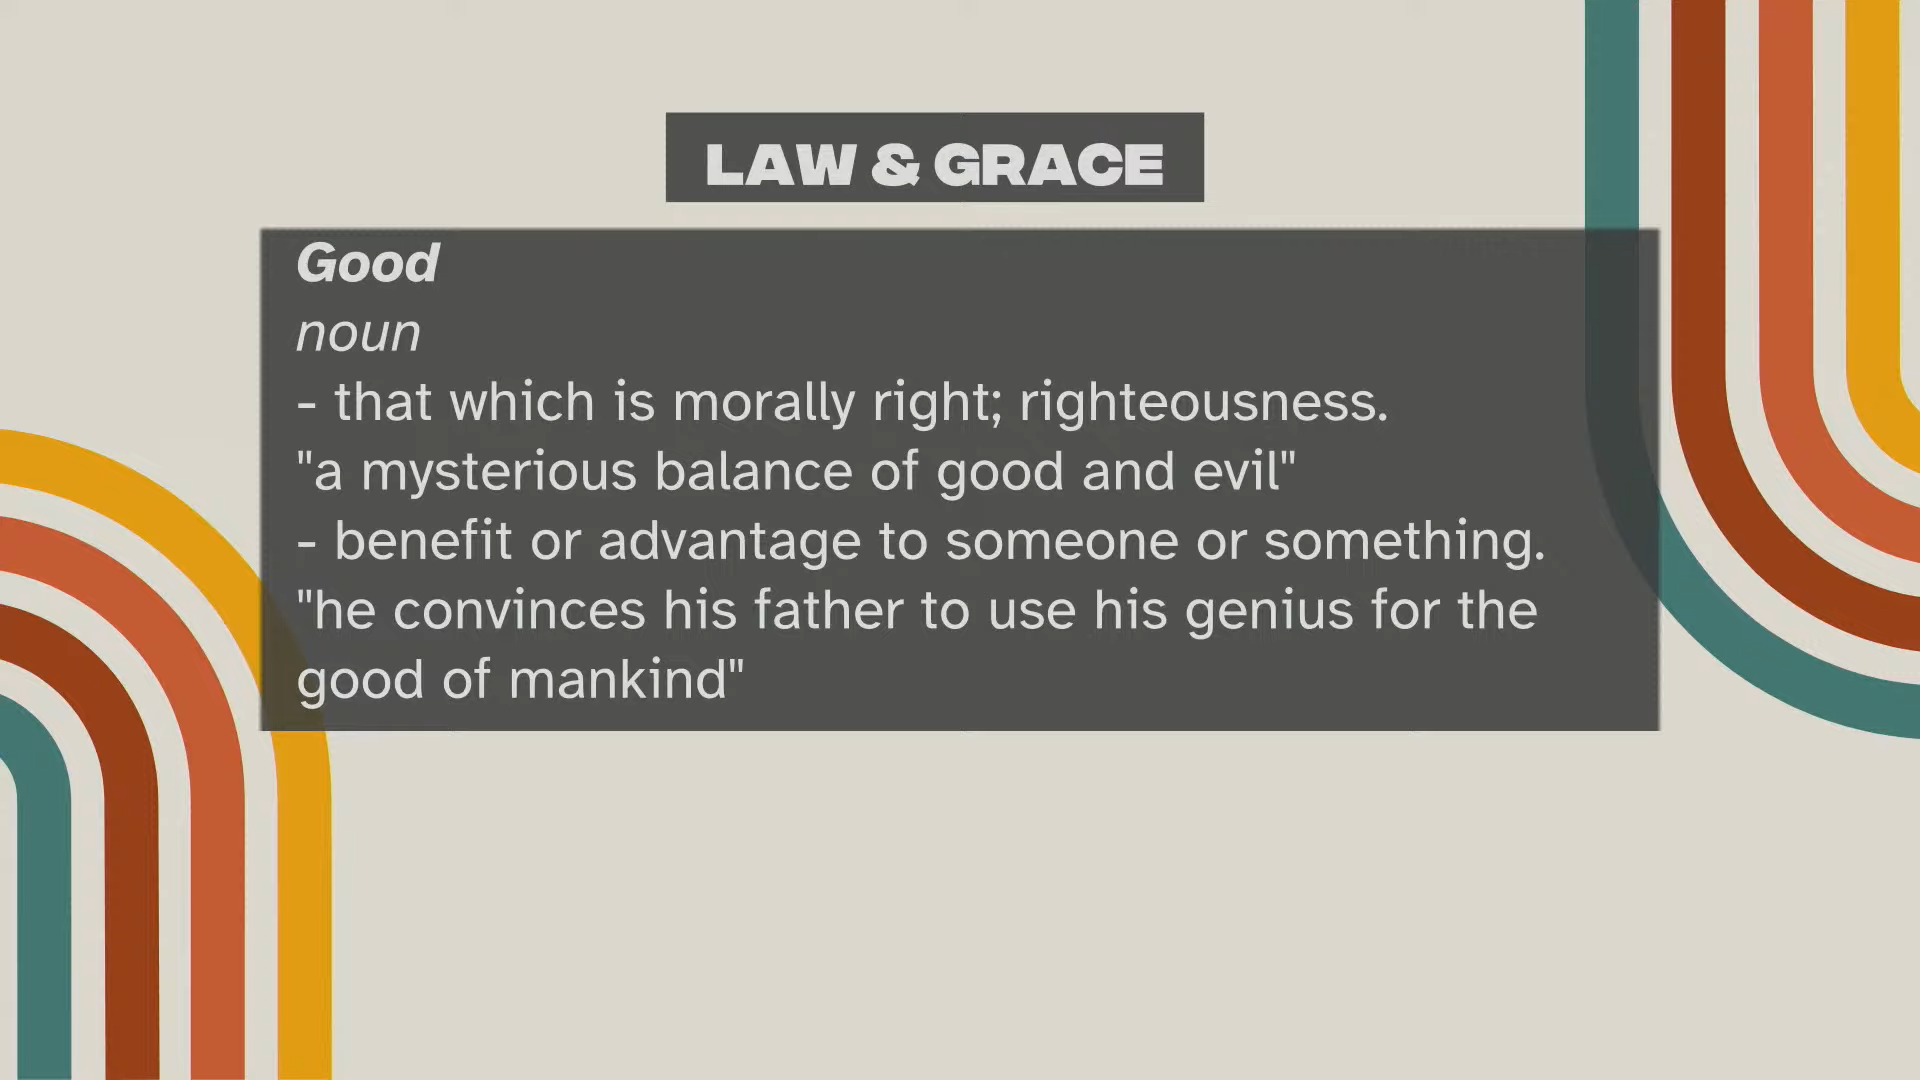 LAW & GRACE
Good
noun
- that which is morally right; righteousness.
"a mysterious balance of good and evil"
- benefit or advantage to someone or something.
"he convinces his father to use his genius for the
good of mankind"